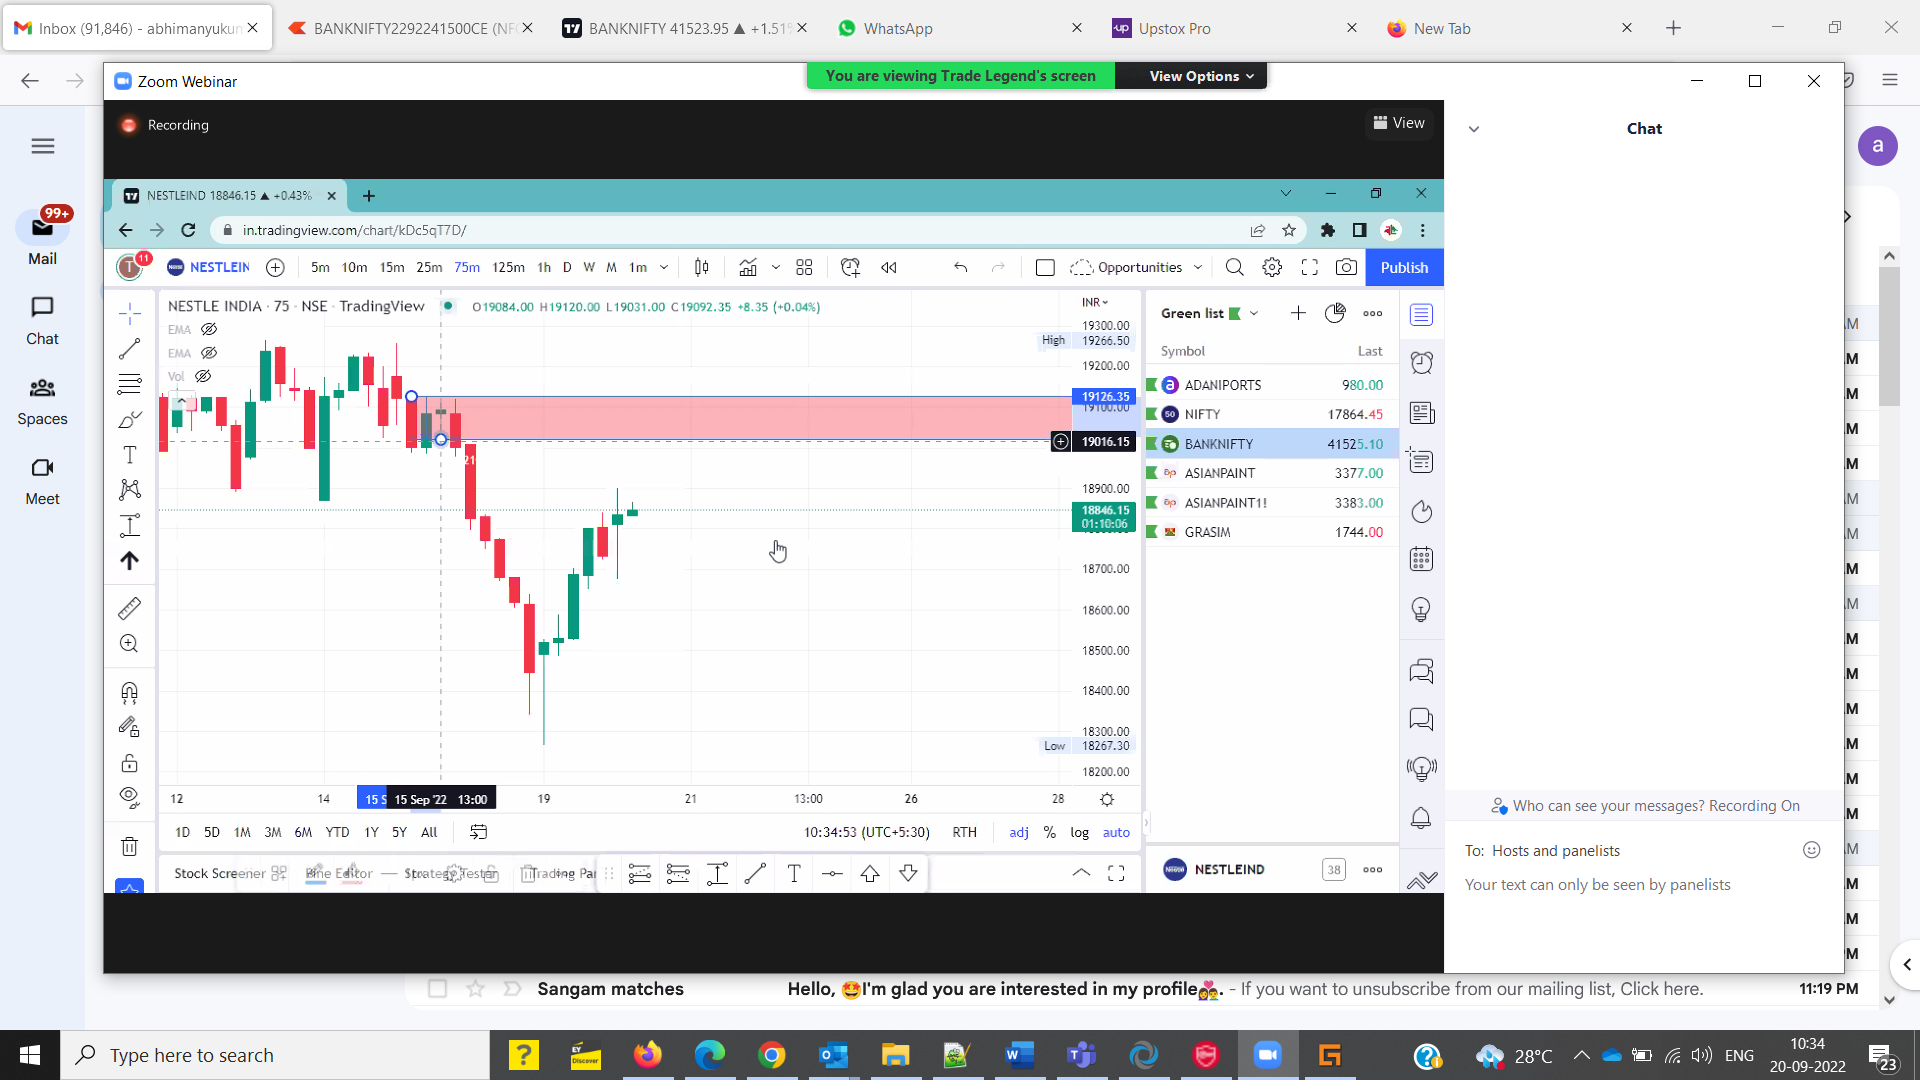 Inbox (91,846) - abhimanyukun
BANKNIFTY2292241500CE (NF
BANKNIFTY 41523.95 ▲ +1.51%
WhatsApp
Upstox Pro
New Tab
Zoom Webinar
You are viewing Trade Legend's screen
View Options
Recording
View
Chat
a
99+
Mail
Chat
Spaces
Meet
NESTLEIND 18846.15 ▲ +0.43%
in.tradingview.com/chart/kDc5qT7D/
T
11
NESTLEIN
5m 10m 15m 25m 75m 125m 1h D W M 1m
Opportunities
Publish
NESTLE INDIA · 75 · NSE · TradingView
O19084.00 H19120.00 L19031.00 C19092.35 +8.35 (+0.04%)
INR
EMA
EMA
Vol
21
19300.00
High 19266.50
19200.00
19126.35
19100.00
19016.15
18900.00
18846.15
01:10:06
18700.00
18600.00
18500.00
18400.00
18300.00
Low 18267.30
18200.00
12 14 15 S 15 Sep '22 13:00 19 21 13:00 26 28
1D 5D 1M 3M 6M YTD 1Y 5Y All
10:34:53 (UTC+5:30) RTH adj % log auto
Stock Screener Pine Editor Strategy Tester Trading Pa
Green list
Symbol Last
ADANIPORTS 980.00
NIFTY 17864.45
BANKNIFTY 41525.10
ASIANPAINT 3377.00
ASIANPAINT1! 3383.00
GRASIM 1744.00
NESTLEIND 38
Who can see your messages? Recording On
To: Hosts and panelists
Your text can only be seen by panelists
Sangam matches
Hello, 🤩I'm glad you are interested in my profile💑. - If you want to unsubscribe from our mailing list, Click here.
11:19 PM
Type here to search
EY
Discover
28°C
ENG
10:34
20-09-2022
23